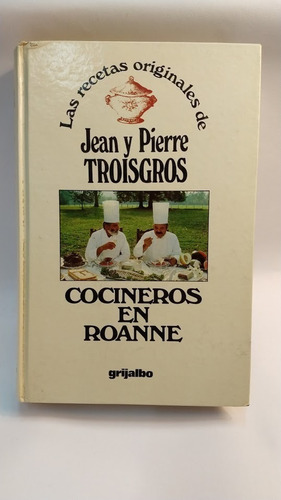 Las recetas originales de
Jean y Pierre
TROISGROS
COCINEROS
EN
ROANNE
grijalbo